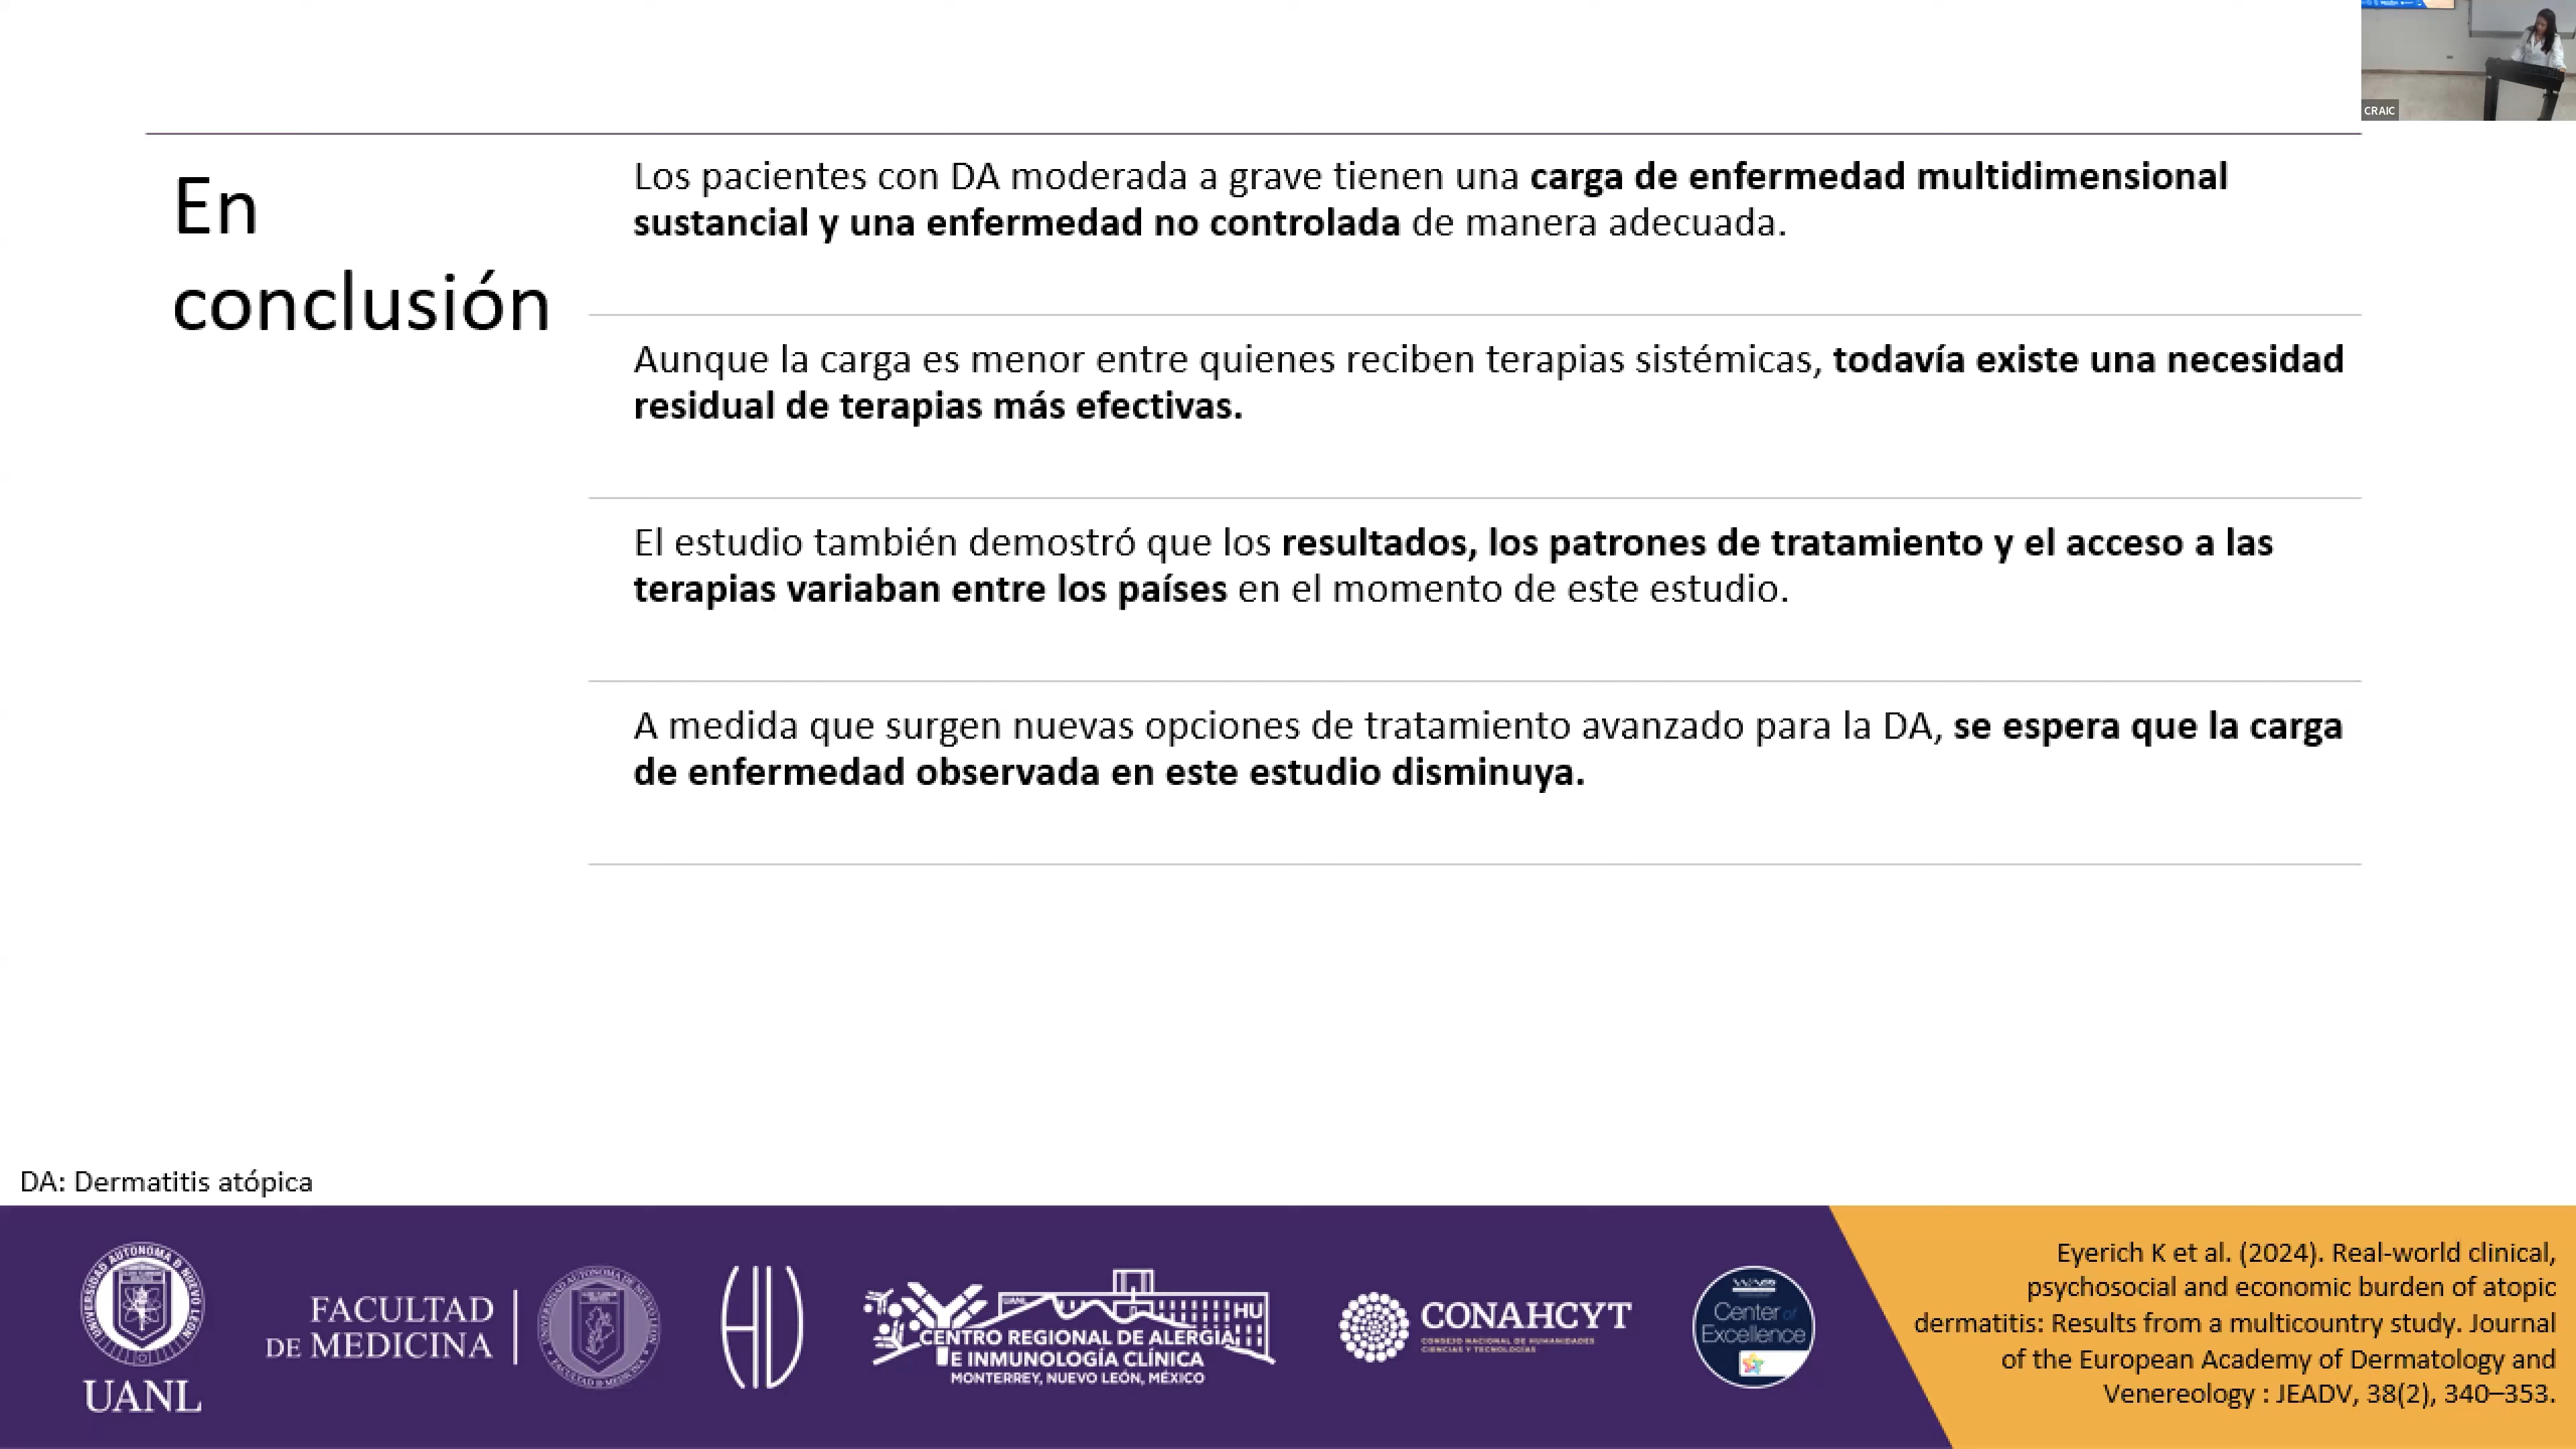 CRAIC
En
conclusión
Los pacientes con DA moderada a grave tienen una carga de enfermedad multidimensional
sustancial y una enfermedad no controlada de manera adecuada.
Aunque la carga es menor entre quienes reciben terapias sistémicas, todavía existe una necesidad
residual de terapias más efectivas.
El estudio también demostró que los resultados, los patrones de tratamiento y el acceso a las
terapias variaban entre los países en el momento de este estudio.
A medida que surgen nuevas opciones de tratamiento avanzado para la DA, se espera que la carga
de enfermedad observada en este estudio disminuya.
DA: Dermatitis atópica
UANL
FACULTAD
DE MEDICINA
HU
CENTRO REGIONAL DE ALERGIA
E INMUNOLOGÍA CLÍNICA
MONTERREY, NUEVO LEÓN, MÉXICO
CONAHCYT
CONSEJO NACIONAL DE HUMANIDADES
CIENCIAS Y TECNOLOGÍAS
Center of
Excellence
Eyerich K et al. (2024). Real-world clinical,
psychosocial and economic burden of atopic
dermatitis: Results from a multicountry study. Journal
of the European Academy of Dermatology and
Venereology : JEADV, 38(2), 340–353.